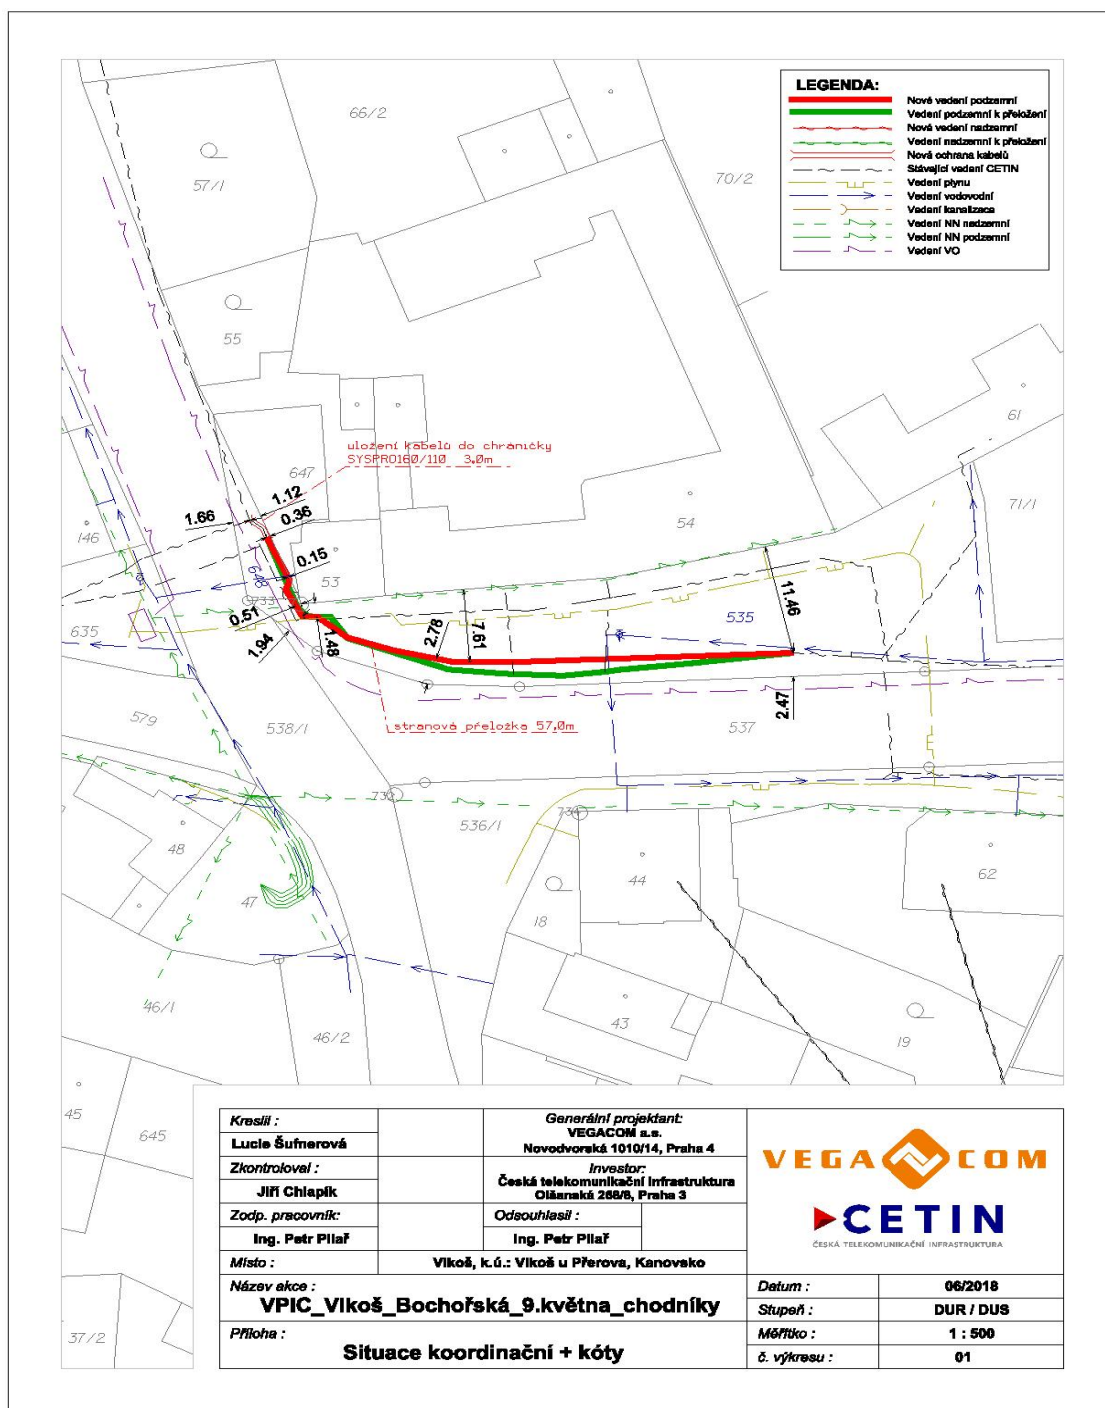 LEGENDA:
Nové vedení podzemní
Vedení podzemní k přeložení
Nové vedení nadzemní
Vedení nadzemní k přeložení
Nová ochrana kabelů
Stávající vedení CETIN
Vedení plynu
Vedení vodovodní
Vedení kanalizace
Vedení NN nadzemní
Vedení NN podzemní
Vedení VO
66/2
57/1
70/2
55
61
uložení kabelů do chráničky
SYSPRO160/110 3,0m
647
1.12
1.66
0.36
54
71/1
146
0.15
53
648
733
0.51
11.46
535
635
1.94
1.48
2.78
7.61
2.47
579
538/1
stranová přeložka 57,0m
537
732
536/1
734
48
44
62
47
18
46/1
43
46/2
19
45
645
37/2
Kreslil :
Lucie Šufnerová
Generální projektant:
VEGACOM a.s.
Novodvorská 1010/14, Praha 4
Zkontroloval :
Jiří Chlapík
Investor:
Česká telekomunikační infrastruktura
Olšanská 268/8, Praha 3
VEGA COM
Zodp. pracovník:
Ing. Petr Pilař
Odsouhlasil :
Ing. Petr Pilař
CETIN
ČESKÁ TELEKOMUNIKAČNÍ INFRASTRUKTURA
Místo :
Vlkoš, k.ú.: Vlkoš u Přerova, Kanovsko
Název akce :
VPIC_Vlkoš_Bochořská_9.května_chodníky
Datum : 06/2018
Stupeň : DUR / DUS
Příloha :
Situace koordinační + kóty
Měřítko : 1 : 500
č. výkresu : 01